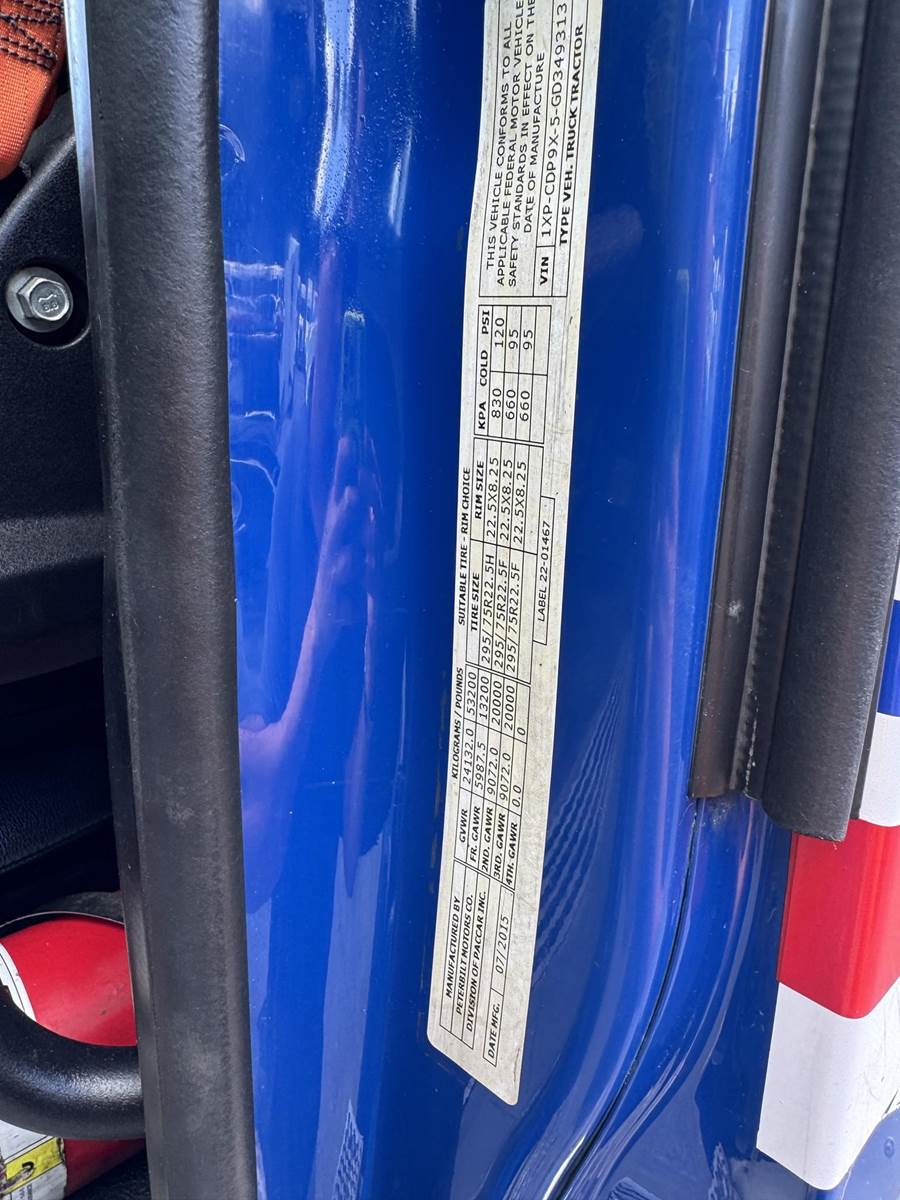 MANUFACTURED BY
PETERBILT MOTORS CO.
DIVISION OF PACCAR INC.
DATE MFG. 07/2015
KILOGRAMS / POUNDS
GVWR 24132.0 53200
FR. GAWR 5987.5 13200
2ND. GAWR 9072.0 20000
3RD. GAWR 9072.0 20000
4TH. GAWR 0.0 0
SUITABLE TIRE - RIM CHOICE
TIRE SIZE RIM SIZE KPA COLD PSI
295/75R22.5H 22.5X8.25 830 120
295/75R22.5F 22.5X8.25 660 95
295/75R22.5F 22.5X8.25 660 95
LABEL 22-01467
THIS VEHICLE CONFORMS TO ALL
APPLICABLE FEDERAL MOTOR VEHICLE
SAFETY STANDARDS IN EFFECT ON THE
DATE OF MANUFACTURE
VIN 1XP-CDP9X-5-GD349313
TYPE VEH. TRUCK TRACTOR